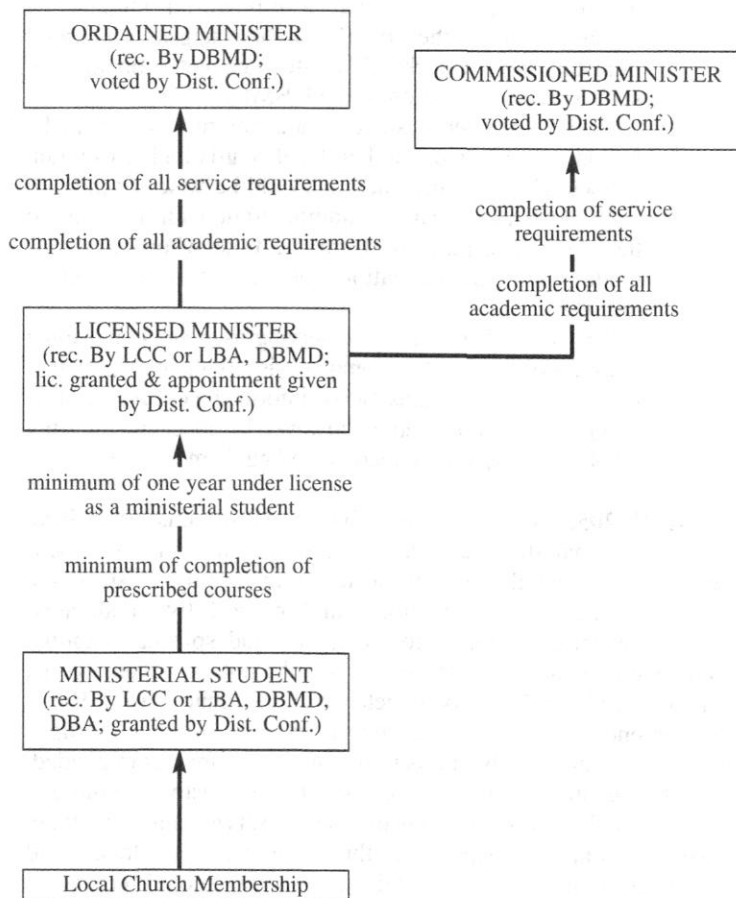 ORDAINED MINISTER
(rec. By DBMD;
voted by Dist. Conf.)
COMMISSIONED MINISTER
(rec. By DBMD;
voted by Dist. Conf.)
completion of all service requirements
completion of all academic requirements
completion of service
requirements
completion of all
academic requirements
LICENSED MINISTER
(rec. By LCC or LBA, DBMD;
lic. granted & appointment given
by Dist. Conf.)
minimum of one year under license
as a ministerial student
minimum of completion of
prescribed courses
MINISTERIAL STUDENT
(rec. By LCC or LBA, DBMD,
DBA; granted by Dist. Conf.)
Local Church Membership